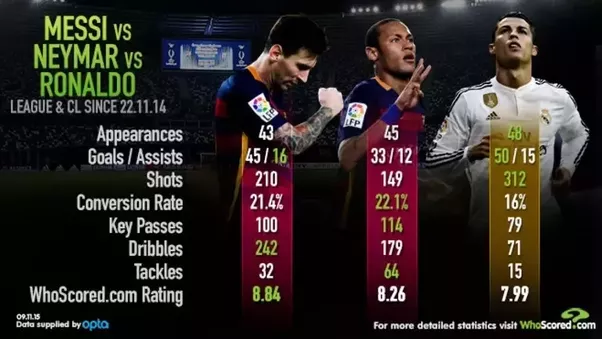 MESSI VS
NEYMAR VS
RONALDO
LEAGUE & CL SINCE 22.11.14
Appearances 43 45 48
Goals / Assists 45 / 16 33 / 12 50 / 15
Shots 210 149 312
Conversion Rate 21.4% 22.1% 16%
Key Passes 100 114 79
Dribbles 242 179 71
Tackles 32 64 15
WhoScored.com Rating 8.84 8.26 7.99
09.11.15
Data supplied by opta
For more detailed statistics visit WhoScored.com
LFP
LFP